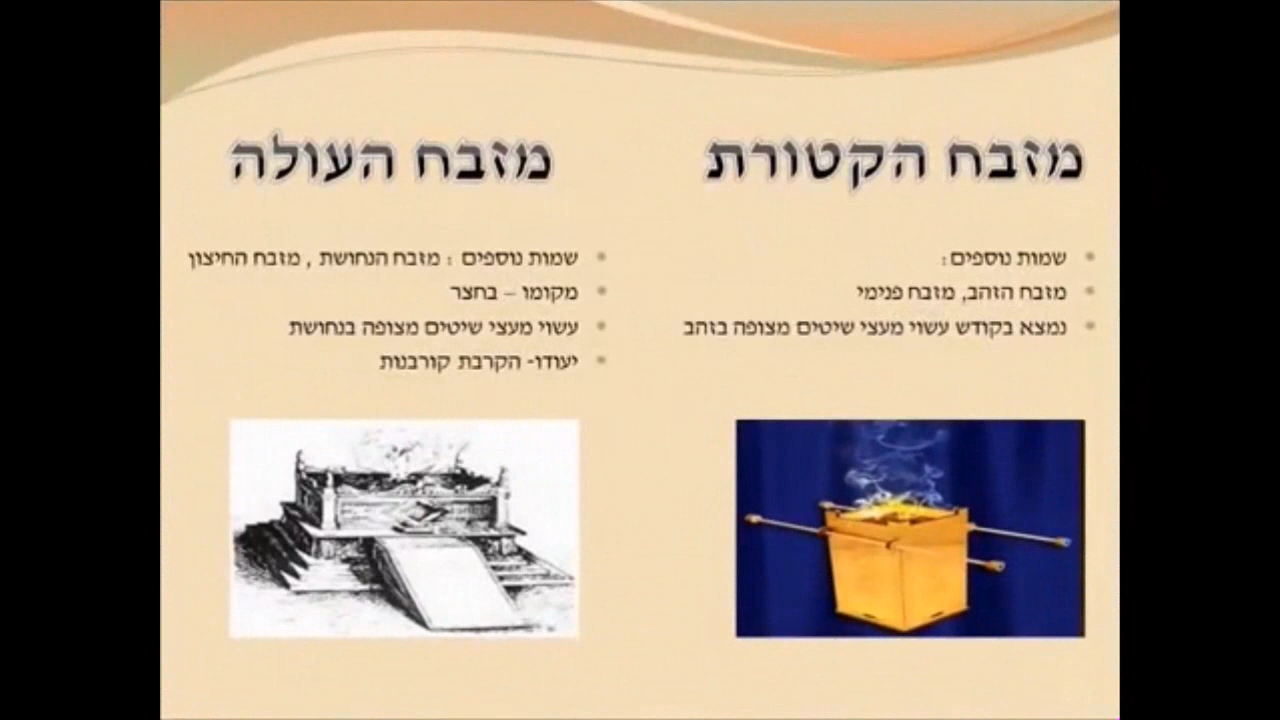 מזבח הקטורת
שמות נוספים:
מזבח הזהב, מזבח פנימי
נמצא בקודש עשוי מעצי שיטים מצופה בזהב
מזבח העולה
שמות נוספים : מזבח הנחושת , מזבח החיצון
מקומו – בחצר
עשוי מעצי שיטים מצופה בנחושת
יעודו- הקרבת קורבנות